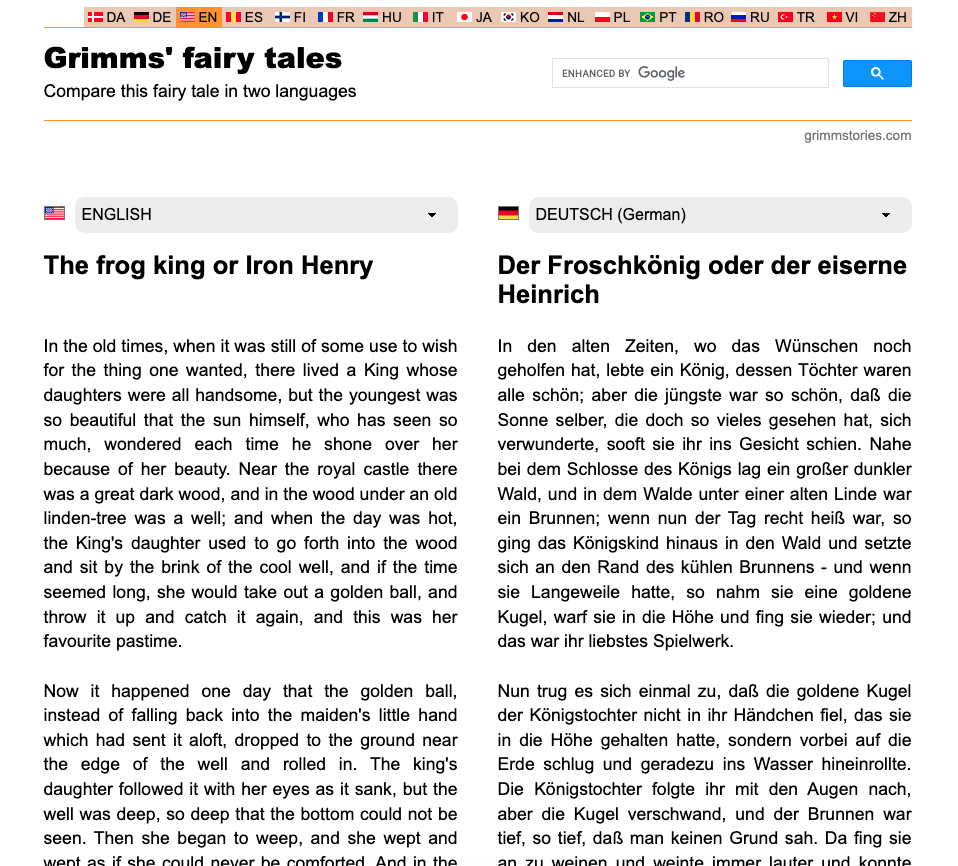 DA DE EN ES FI FR HU IT JA KO NL PL PT RO RU TR VI ZH
Grimms' fairy tales
Compare this fairy tale in two languages
ENHANCED BY Google
grimmstories.com
ENGLISH
The frog king or Iron Henry
In the old times, when it was still of some use to wish
for the thing one wanted, there lived a King whose
daughters were all handsome, but the youngest was
so beautiful that the sun himself, who has seen so
much, wondered each time he shone over her
because of her beauty. Near the royal castle there
was a great dark wood, and in the wood under an old
linden-tree was a well; and when the day was hot,
the King's daughter used to go forth into the wood
and sit by the brink of the cool well, and if the time
seemed long, she would take out a golden ball, and
throw it up and catch it again, and this was her
favourite pastime.
Now it happened one day that the golden ball,
instead of falling back into the maiden's little hand
which had sent it aloft, dropped to the ground near
the edge of the well and rolled in. The king's
daughter followed it with her eyes as it sank, but the
well was deep, so deep that the bottom could not be
seen. Then she began to weep, and she wept and
wept as if she could never be comforted. And in the
DEUTSCH (German)
Der Froschkönig oder der eiserne
Heinrich
In den alten Zeiten, wo das Wünschen noch
geholfen hat, lebte ein König, dessen Töchter waren
alle schön; aber die jüngste war so schön, daß die
Sonne selber, die doch so vieles gesehen hat, sich
verwunderte, sooft sie ihr ins Gesicht schien. Nahe
bei dem Schlosse des Königs lag ein großer dunkler
Wald, und in dem Walde unter einer alten Linde war
ein Brunnen; wenn nun der Tag recht heiß war, so
ging das Königskind hinaus in den Wald und setzte
sich an den Rand des kühlen Brunnens - und wenn
sie Langeweile hatte, so nahm sie eine goldene
Kugel, warf sie in die Höhe und fing sie wieder; und
das war ihr liebstes Spielwerk.
Nun trug es sich einmal zu, daß die goldene Kugel
der Königstochter nicht in ihr Händchen fiel, das sie
in die Höhe gehalten hatte, sondern vorbei auf die
Erde schlug und geradezu ins Wasser hineinrollte.
Die Königstochter folgte ihr mit den Augen nach,
aber die Kugel verschwand, und der Brunnen war
tief, so tief, daß man keinen Grund sah. Da fing sie
an zu weinen und weinte immer lauter und konnte